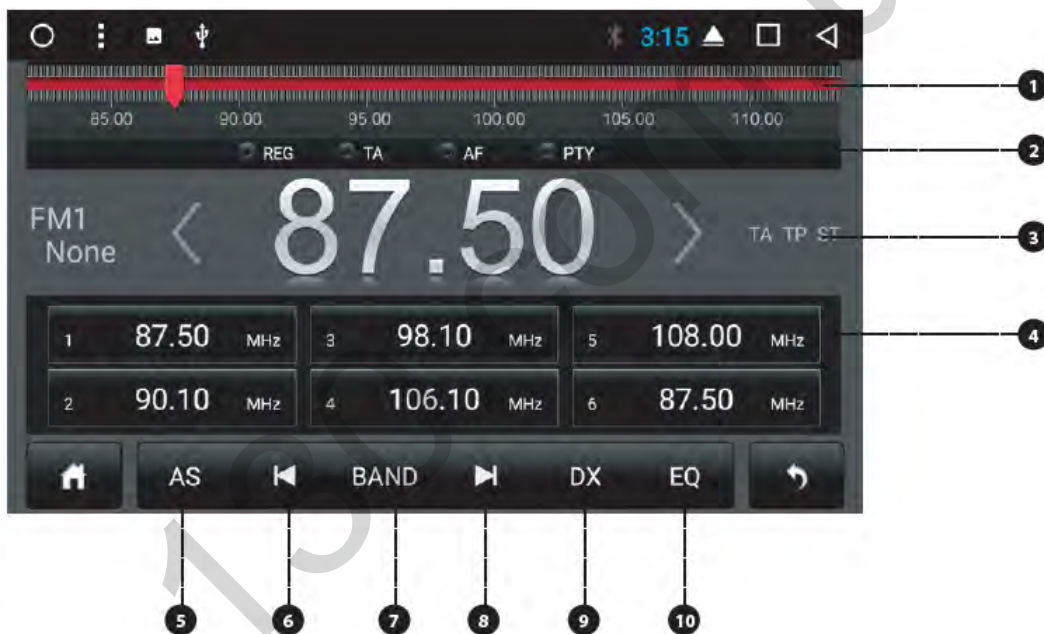 3:15
85.00 90.00 95.00 100.00 105.00 110.00
1
REG TA AF PTY
2
FM1
None
87.50
TA TP ST
3
1 87.50 MHz
3 98.10 MHz
5 108.00 MHz
4
2 90.10 MHz
4 106.10 MHz
6 87.50 MHz
AS BAND DX EQ
5 6 7 8 9 10